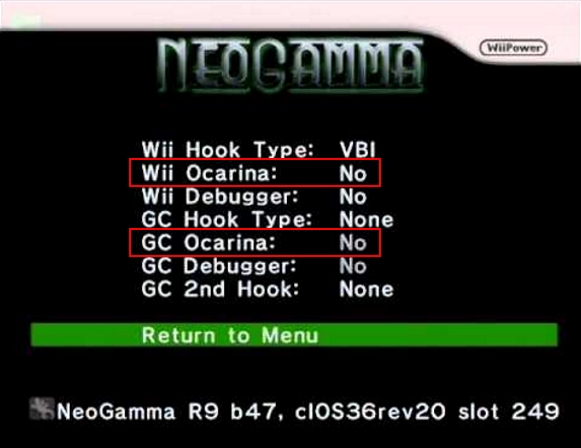 WiiPower
NEOGAMMA
Wii Hook Type: VBI
Wii Ocarina: No
Wii Debugger: No
GC Hook Type: None
GC Ocarina: No
GC Debugger: No
GC 2nd Hook: None
Return to Menu
NeoGamma R9 b47, cIOS36rev20 slot 249